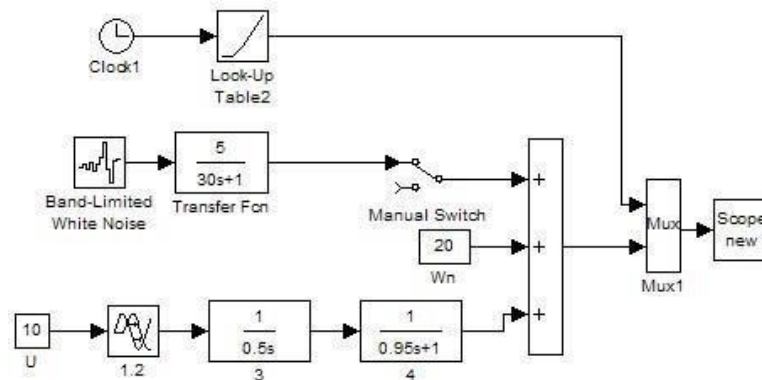 Clock1
Look-Up
Table2
Band-Limited
White Noise
5
30s+1
Transfer Fcn
Manual Switch
20
Wn
+
+
+
Mux
Mux1
Scope
new
10
U
1.2
1
0.5s
3
1
0.95s+1
4